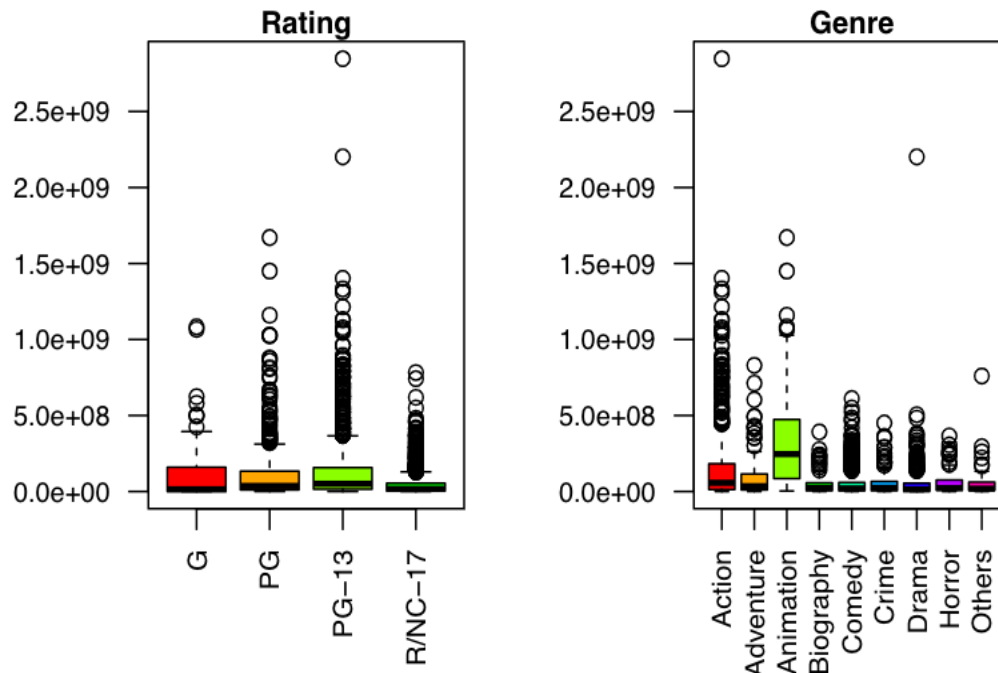 Rating
2.5e+09
2.0e+09
1.5e+09
1.0e+09
5.0e+08
0.0e+00
G
PG
PG−13
R/NC−17
Genre
2.5e+09
2.0e+09
1.5e+09
1.0e+09
5.0e+08
0.0e+00
Action
Adventure
Animation
Biography
Comedy
Crime
Drama
Horror
Others